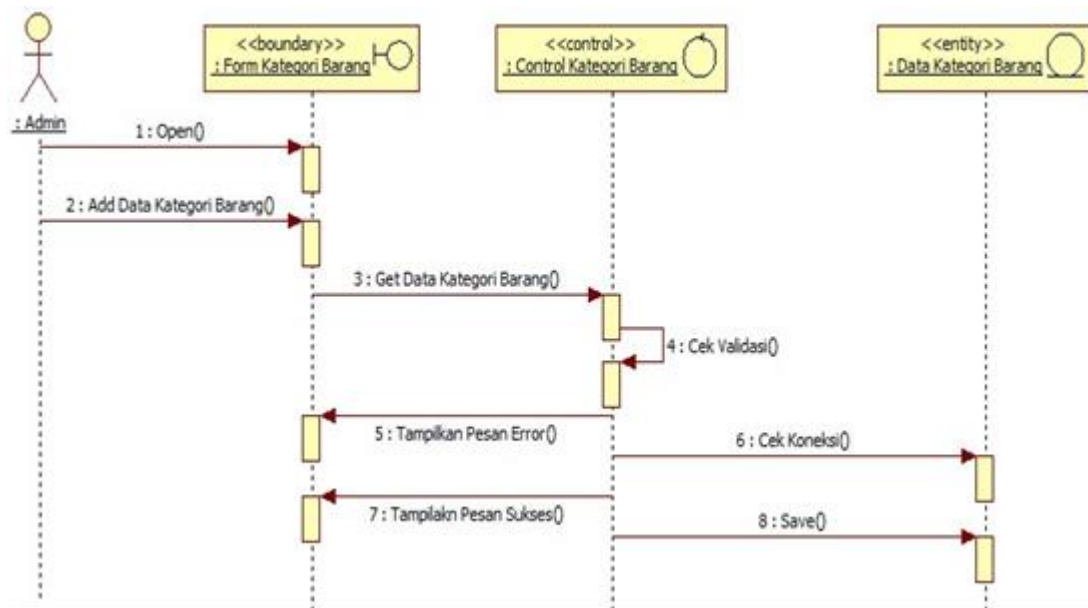 <<boundary>>
: Form Kategori Barang
<<control>>
: Control Kategori Barang
<<entity>>
: Data Kategori Barang
: Admin
1 : Open()
2 : Add Data Kategori Barang()
3 : Get Data Kategori Barang()
4 : Cek Validasi()
5 : Tampilkan Pesan Error()
6 : Cek Koneksi()
7 : Tampilakn Pesan Sukses()
8 : Save()